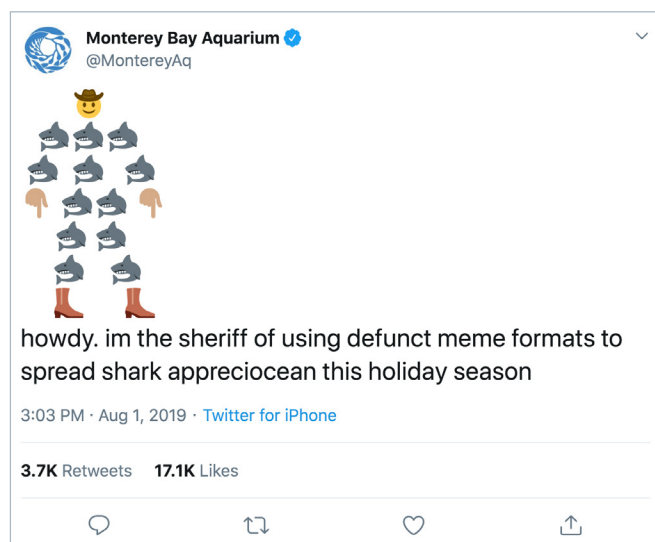 Monterey Bay Aquarium
@MontereyAq
howdy. im the sheriff of using defunct meme formats to
spread shark appreciocean this holiday season
3:03 PM · Aug 1, 2019 · Twitter for iPhone
3.7K Retweets 17.1K Likes